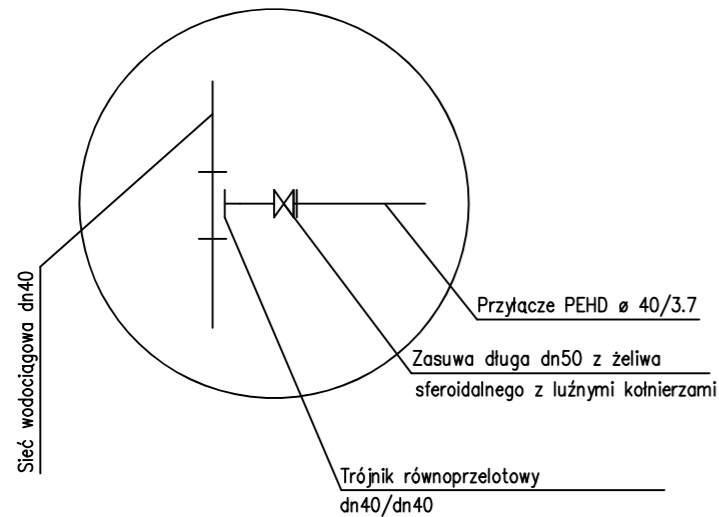 Sieć wodociągowa dn40
Przyłącze PEHD ø 40/3.7
Zasuwa długa dn50 z żeliwa
sferoidalnego z luźnymi kołnierzami
Trójnik równoprzelotowy
dn40/dn40